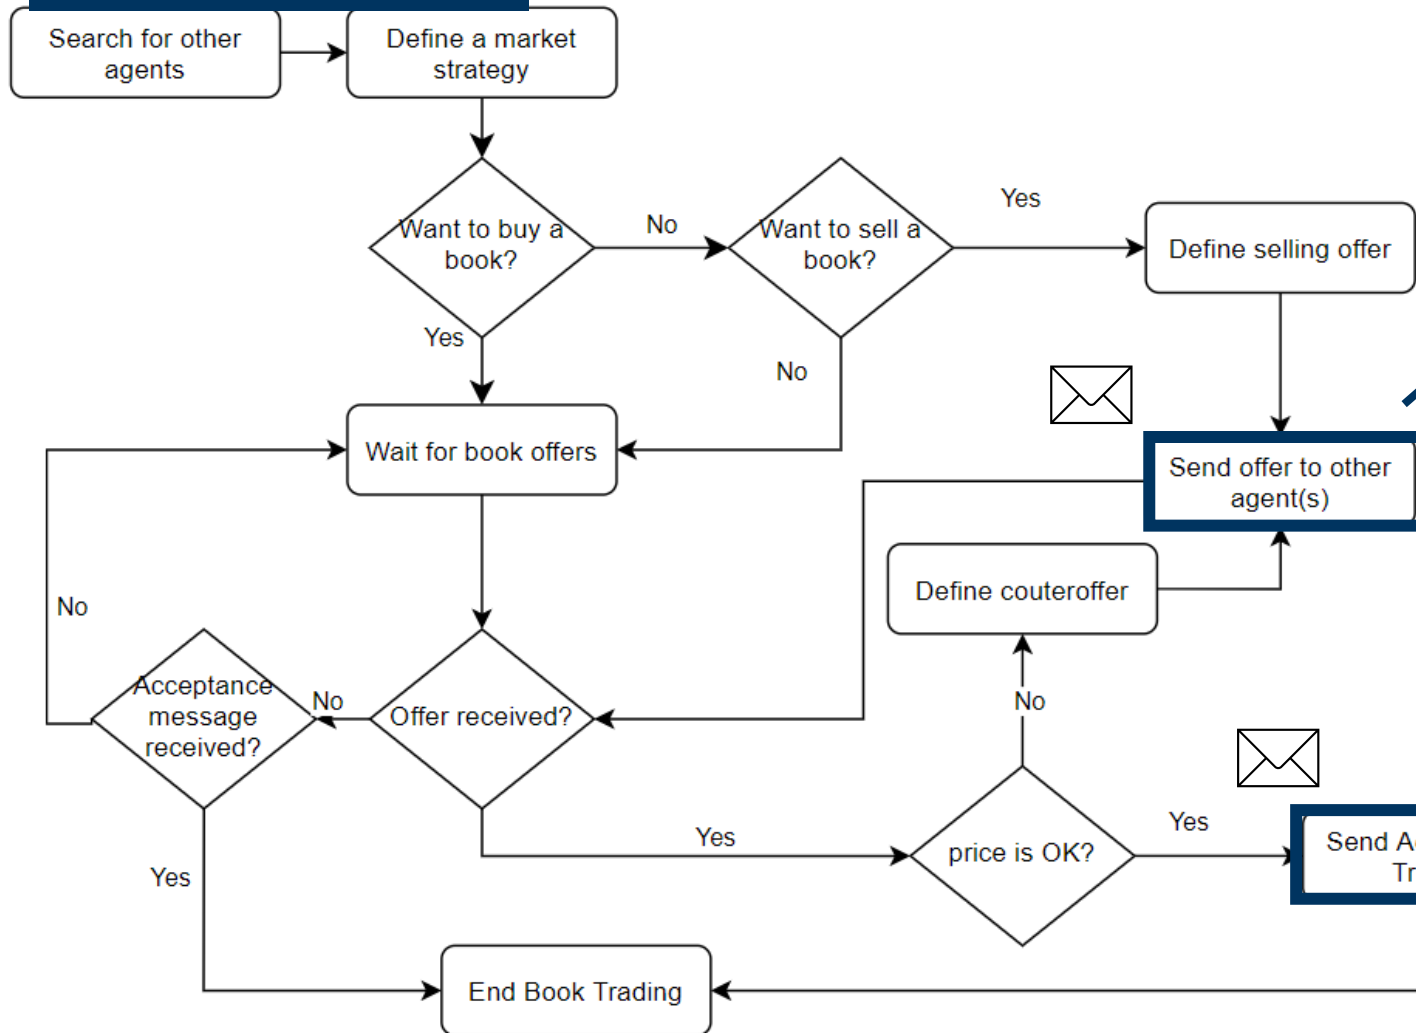 Search for other
agents
Define a market
strategy
Want to buy a
book?
No
Want to sell a
book?
Yes
Define selling offer
Yes
No
Wait for book offers
Send offer to other
agent(s)
Define couteroffer
No
Acceptance
message
received?
No
Offer received?
No
Yes
price is OK?
Yes
Send
Yes
End Book Trading